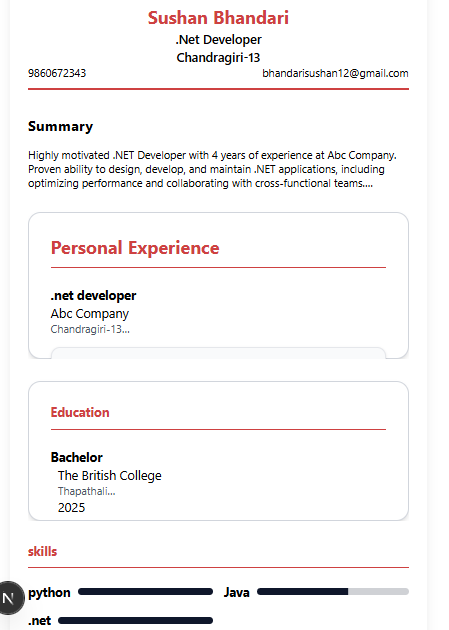 Sushan Bhandari
.Net Developer
Chandragiri-13
9860672343 bhandarisushan12@gmail.com
Summary
Highly motivated .NET Developer with 4 years of experience at Abc Company.
Proven ability to design, develop, and maintain .NET applications, including
optimizing performance and collaborating with cross-functional teams....
Personal Experience
.net developer
Abc Company
Chandragiri-13...
Education
Bachelor
The British College
Thapathali...
2025
skills
N
python Java
.net